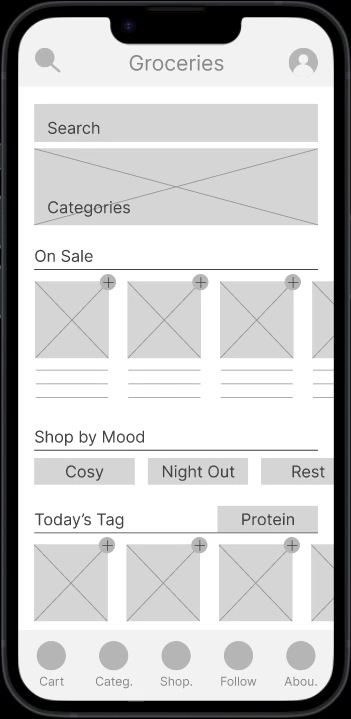 Groceries
Search
Categories
On Sale
Shop by Mood
Cosy Night Out Rest
Today's Tag Protein
Cart Categ. Shop. Follow Abou.